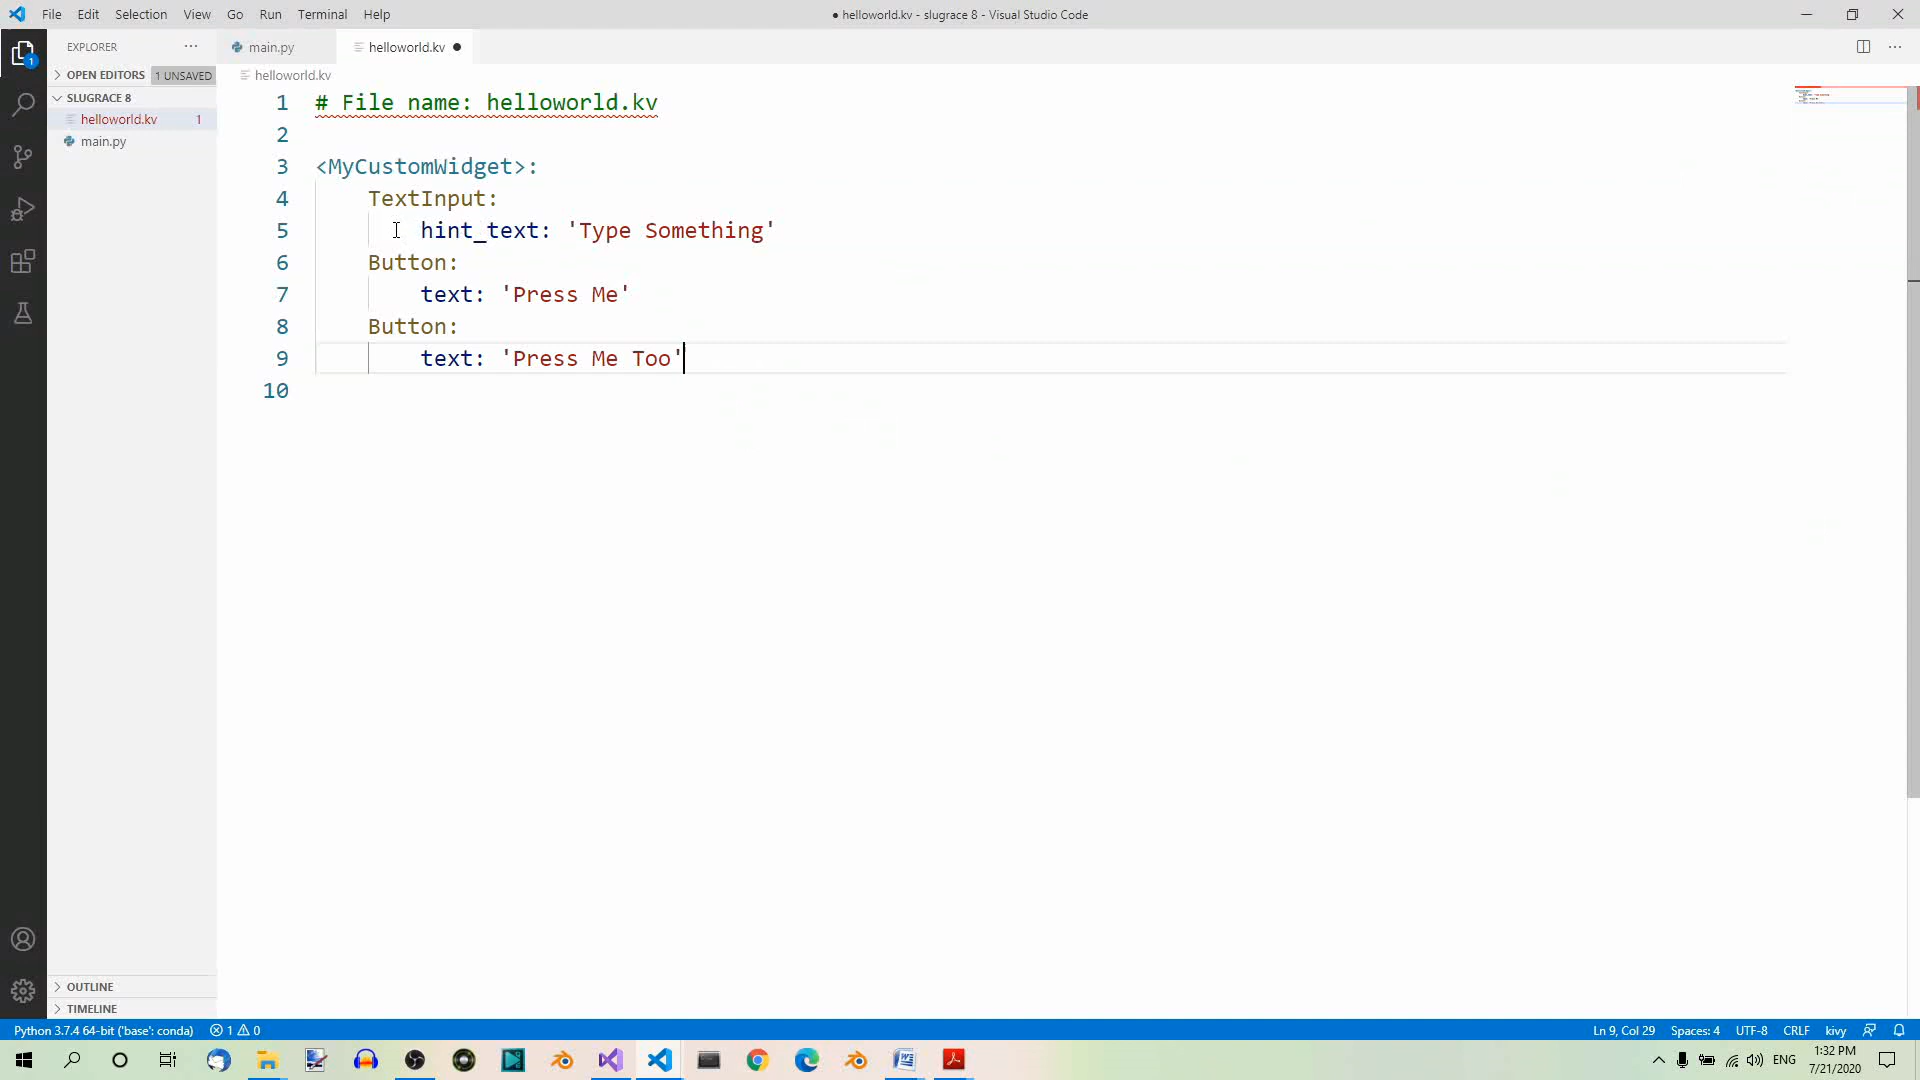 File Edit Selection View Go Run Terminal Help
● helloworld.kv - slugrace 8 - Visual Studio Code
EXPLORER
OPEN EDITORS 1 UNSAVED
SLUGRACE 8
helloworld.kv 1
main.py
OUTLINE
TIMELINE
main.py helloworld.kv
helloworld.kv
1 # File name: helloworld.kv
2
3 <MyCustomWidget>:
4 TextInput:
5 hint_text: 'Type Something'
6 Button:
7 text: 'Press Me'
8 Button:
9 text: 'Press Me Too'
10
1
Python 3.7.4 64-bit ('base': conda) 1 0 Ln 9, Col 29 Spaces: 4 UTF-8 CRLF kivy
ENG 1:32 PM
7/21/2020